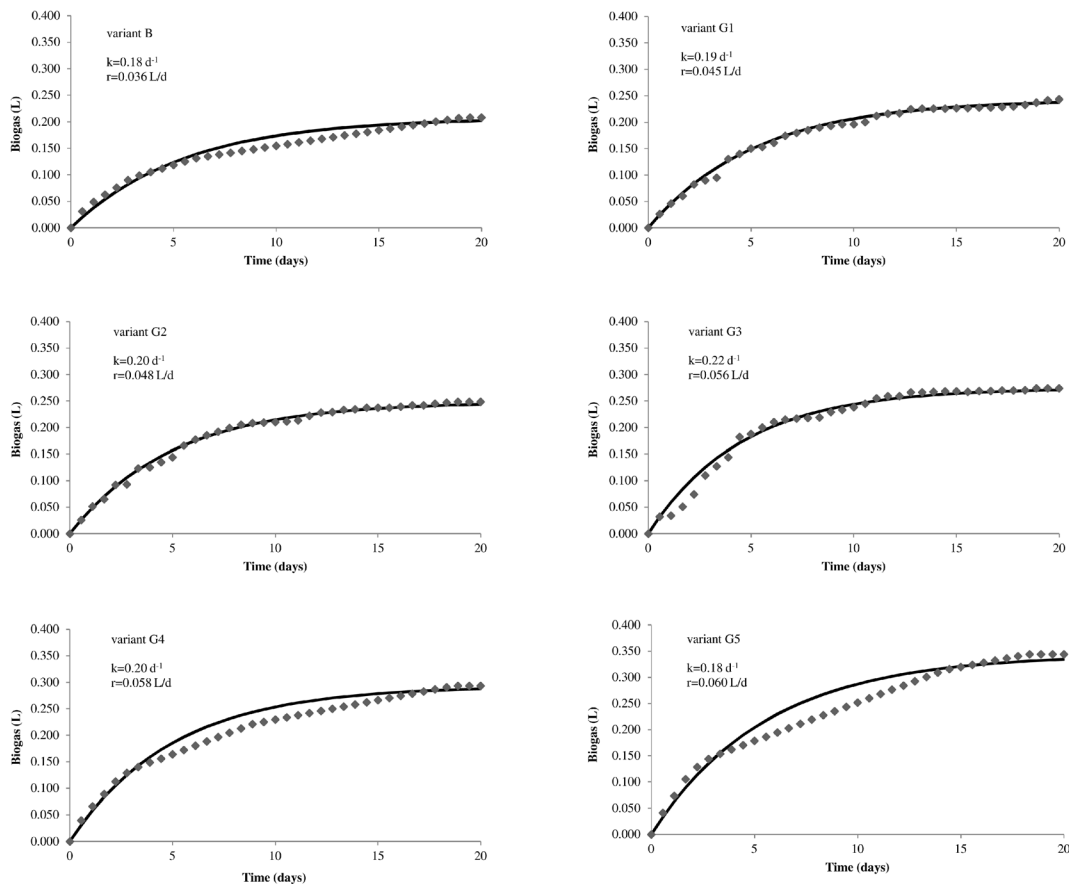 variant B
k=0.18 d-1
r=0.036 L/d
0.400
0.350
0.300
0.250
0.200
0.150
0.100
0.050
0.000
Biogas (L)
0 5 10 15 20
Time (days)
variant G1
k=0.19 d-1
r=0.045 L/d
0.400
0.350
0.300
0.250
0.200
0.150
0.100
0.050
0.000
Biogas (L)
0 5 10 15 20
Time (days)
variant G2
k=0.20 d-1
r=0.048 L/d
0.400
0.350
0.300
0.250
0.200
0.150
0.100
0.050
0.000
Biogas (L)
0 5 10 15 20
Time (days)
variant G3
k=0.22 d-1
r=0.056 L/d
0.400
0.350
0.300
0.250
0.200
0.150
0.100
0.050
0.000
Biogas (L)
0 5 10 15 20
Time (days)
variant G4
k=0.20 d-1
r=0.058 L/d
0.400
0.350
0.300
0.250
0.200
0.150
0.100
0.050
0.000
Biogas (L)
0 5 10 15 20
Time (days)
variant G5
k=0.18 d-1
r=0.060 L/d
0.400
0.350
0.300
0.250
0.200
0.150
0.100
0.050
0.000
Biogas (L)
0 5 10 15 20
Time (days)